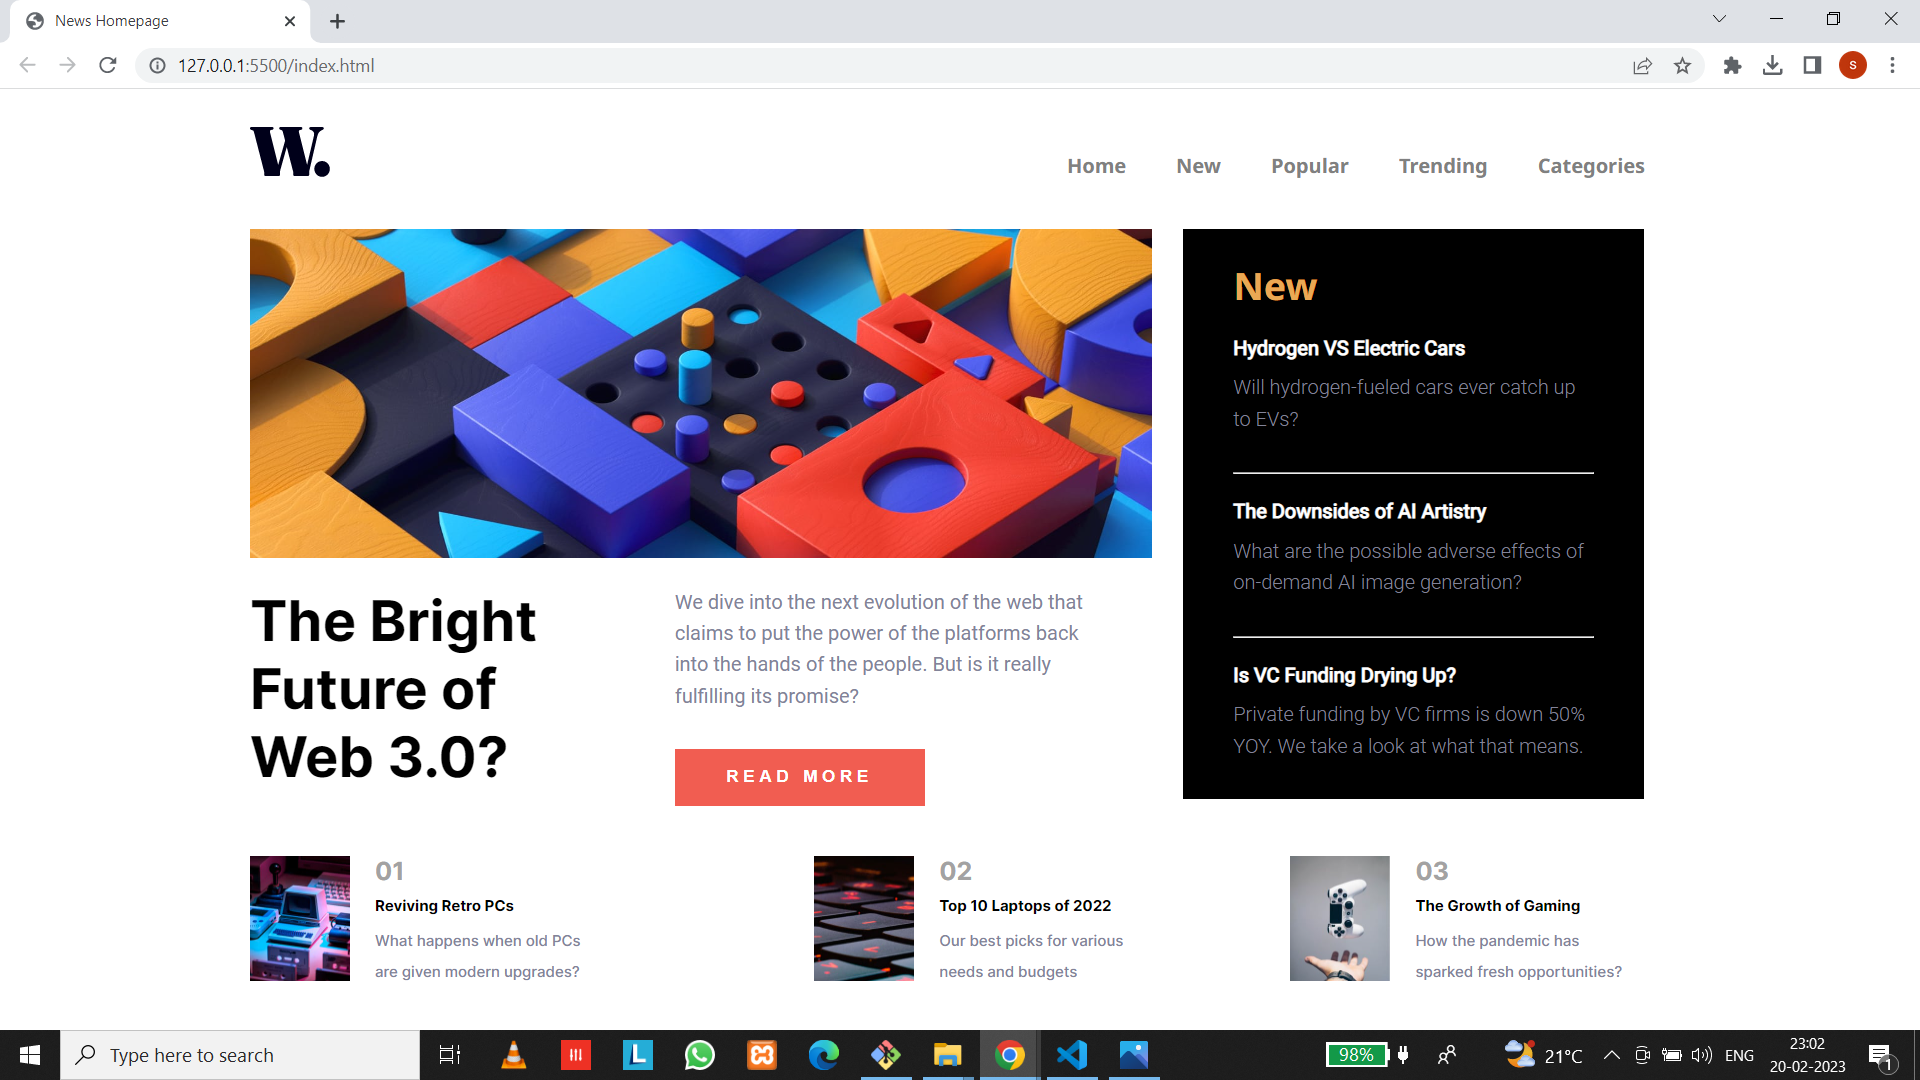 News Homepage
127.0.0.1:5500/index.html
S
W.
Home New Popular Trending Categories
New
Hydrogen VS Electric Cars
Will hydrogen-fueled cars ever catch up
to EVs?
The Downsides of AI Artistry
What are the possible adverse effects of
on-demand AI image generation?
Is VC Funding Drying Up?
Private funding by VC firms is down 50%
YOY. We take a look at what that means.
The Bright
Future of
Web 3.0?
We dive into the next evolution of the web that
claims to put the power of the platforms back
into the hands of the people. But is it really
fulfilling its promise?
READ MORE
01
Reviving Retro PCs
What happens when old PCs
are given modern upgrades?
02
Top 10 Laptops of 2022
Our best picks for various
needs and budgets
03
The Growth of Gaming
How the pandemic has
sparked fresh opportunities?
Type here to search
L
98%
21°C
ENG
23:02
20-02-2023
1